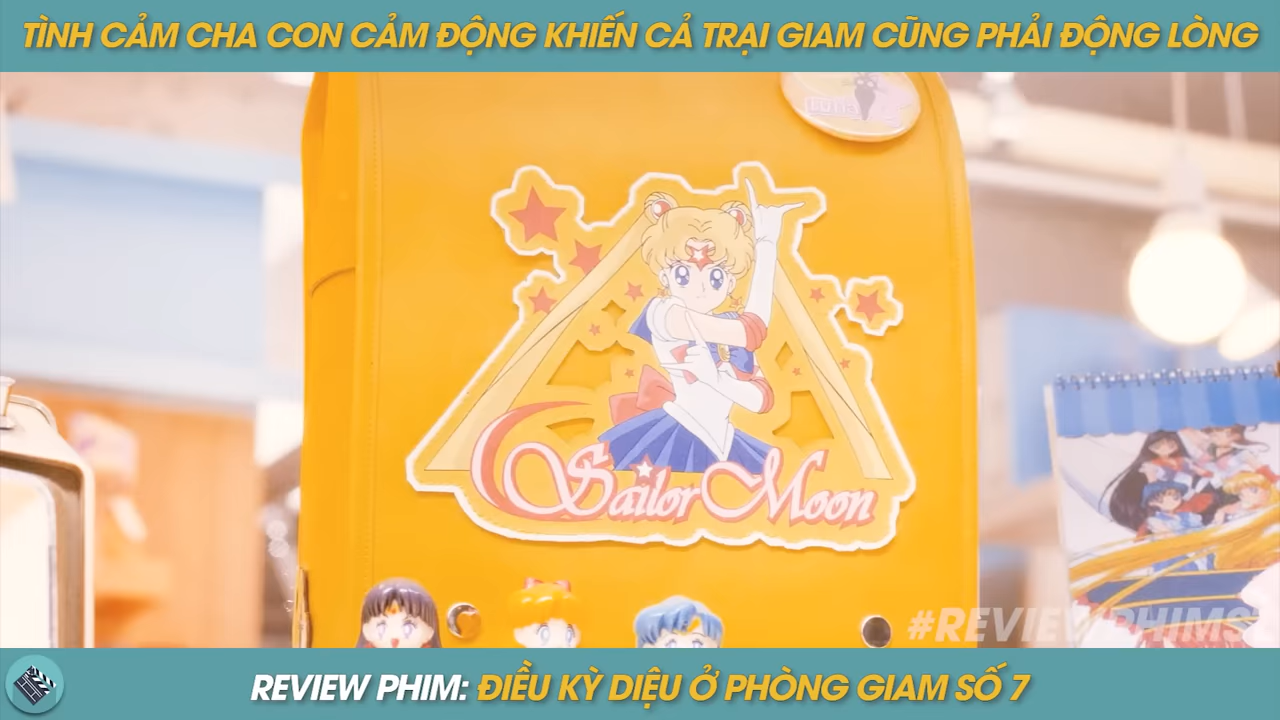 TÌNH CẢM CHA CON CẢM ĐỘNG KHIẾN CẢ TRẠI GIAM CŨNG PHẢI ĐỘNG LÒNG
Sailor Moon
#REVIEWPHIMS
REVIEW PHIM: ĐIỀU KỲ DIỆU Ở PHÒNG GIAM SỐ 7